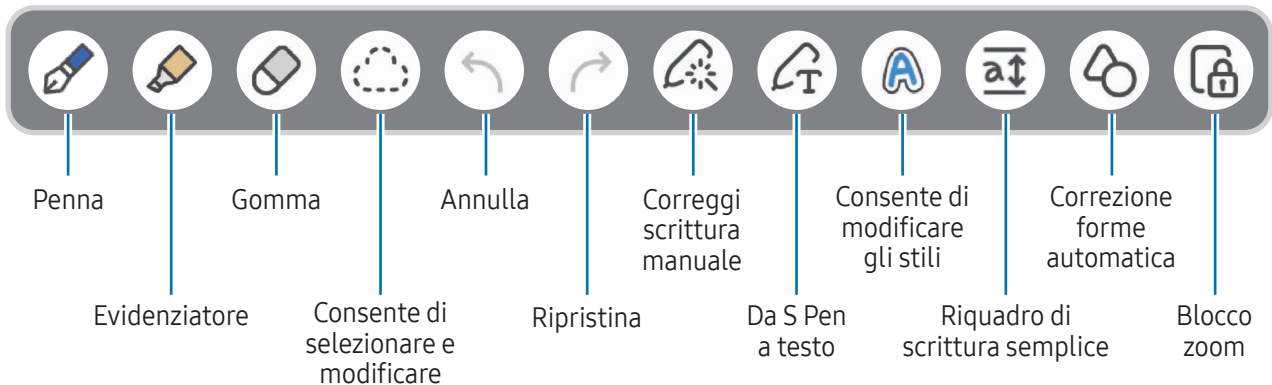 Penna
Gomma
Annulla
Correggi
scrittura
manuale
Consente di
modificare
gli stili
Correzione
forme
automatica
Evidenziatore
Consente di
selezionare e
modificare
Ripristina
Da S Pen
a testo
Riquadro di
scrittura semplice
Blocco
zoom